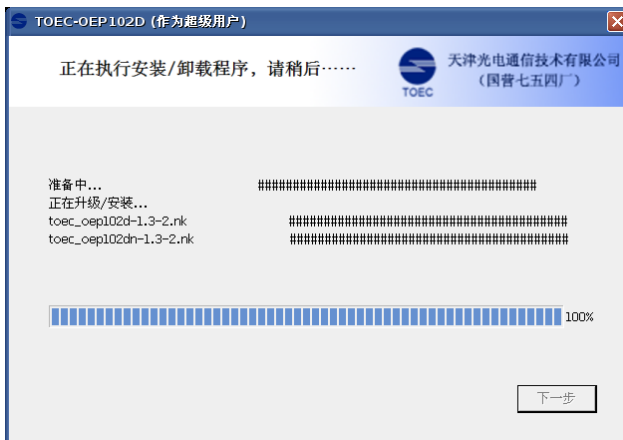 TOEC-OEP102D (作为超级用户)
正在执行安装/卸载程序，请稍后……
TOEC
天津光电通信技术有限公司
（国营七五四厂）
准备中... ########################################
正在升级/安装...
toec_oep102d-1.3-2.nk ########################################
toec_oep102dn-1.3-2.nk ########################################
100%
下一步